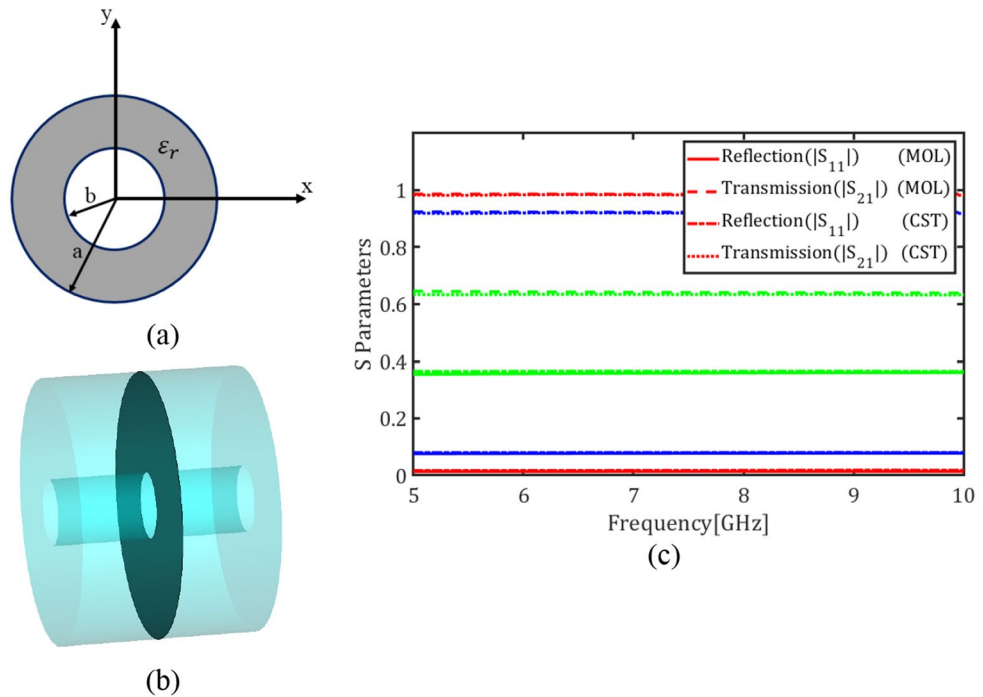 y
εr
x
b
a
(a)
(b)
Reflection(|S11|) (MOL)
Transmission(|S21|) (MOL)
Reflection(|S11|) (CST)
Transmission(|S21|) (CST)
S Parameters
1
0.8
0.6
0.4
0.2
0
5 6 7 8 9 10
Frequency[GHz]
(c)